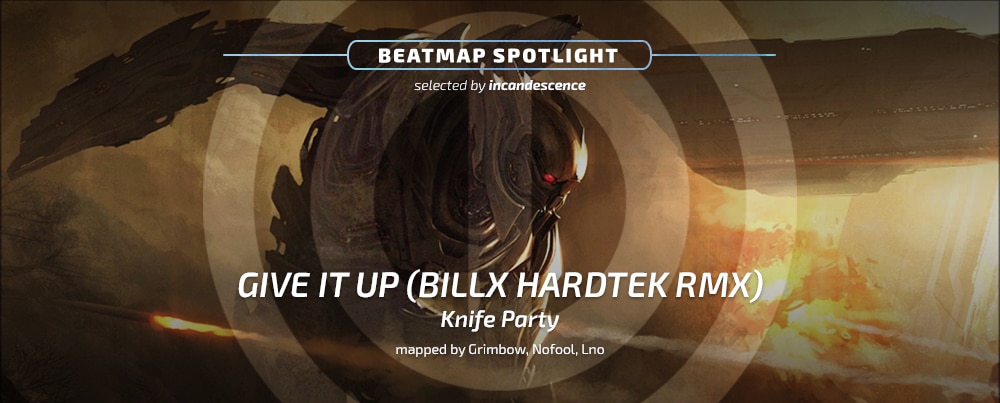 BEATMAP SPOTLIGHT
selected by incandescence
GIVE IT UP (BILLX HARDTEK RMX)
Knife Party
mapped by Grimbow, Nofool, Lno